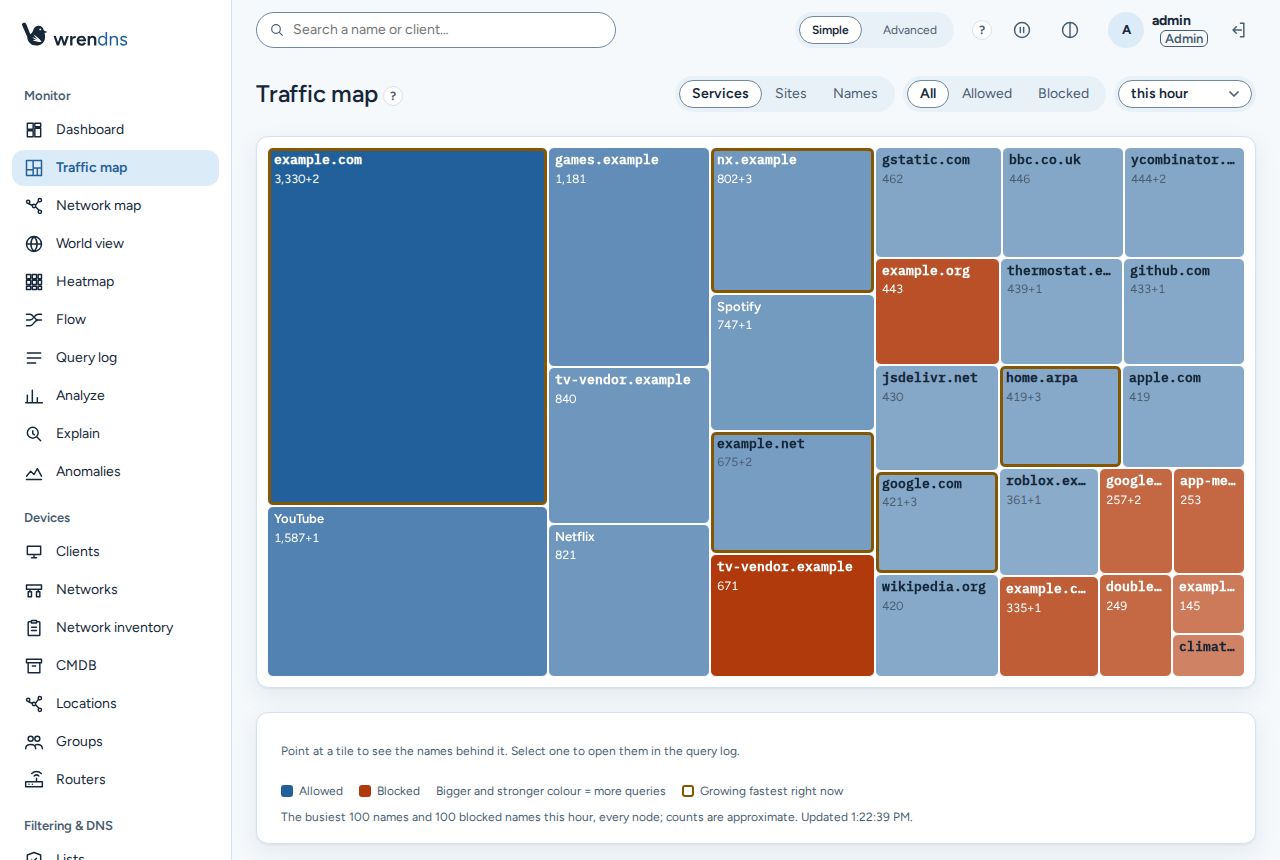 wrendns
Search a name or client...
Simple
Advanced
?
A
admin
Admin
Monitor
Dashboard
Traffic map
Network map
World view
Heatmap
Flow
Query log
Analyze
Explain
Anomalies
Devices
Clients
Networks
Network inventory
CMDB
Locations
Groups
Routers
Filtering & DNS
Lists
Traffic map ?
Services Sites Names
All Allowed Blocked
this hour
example.com
3,330+2
YouTube
1,587+1
games.example
1,181
tv-vendor.example
840
Netflix
821
nx.example
802+3
Spotify
747+1
example.net
675+2
tv-vendor.example
671
gstatic.com
462
bbc.co.uk
446
ycombinator....
444+2
example.org
443
thermostat.e...
439+1
github.com
433+1
jsdelivr.net
430
home.arpa
419+3
apple.com
419
google.com
421+3
roblox.ex...
361+1
google...
257+2
app-me...
253
wikipedia.org
420
example.c...
335+1
double...
249
exampl...
145
climat...
Point at a tile to see the names behind it. Select one to open them in the query log.
Allowed Blocked Bigger and stronger colour = more queries Growing fastest right now
The busiest 100 names and 100 blocked names this hour, every node; counts are approximate. Updated 1:22:39 PM.